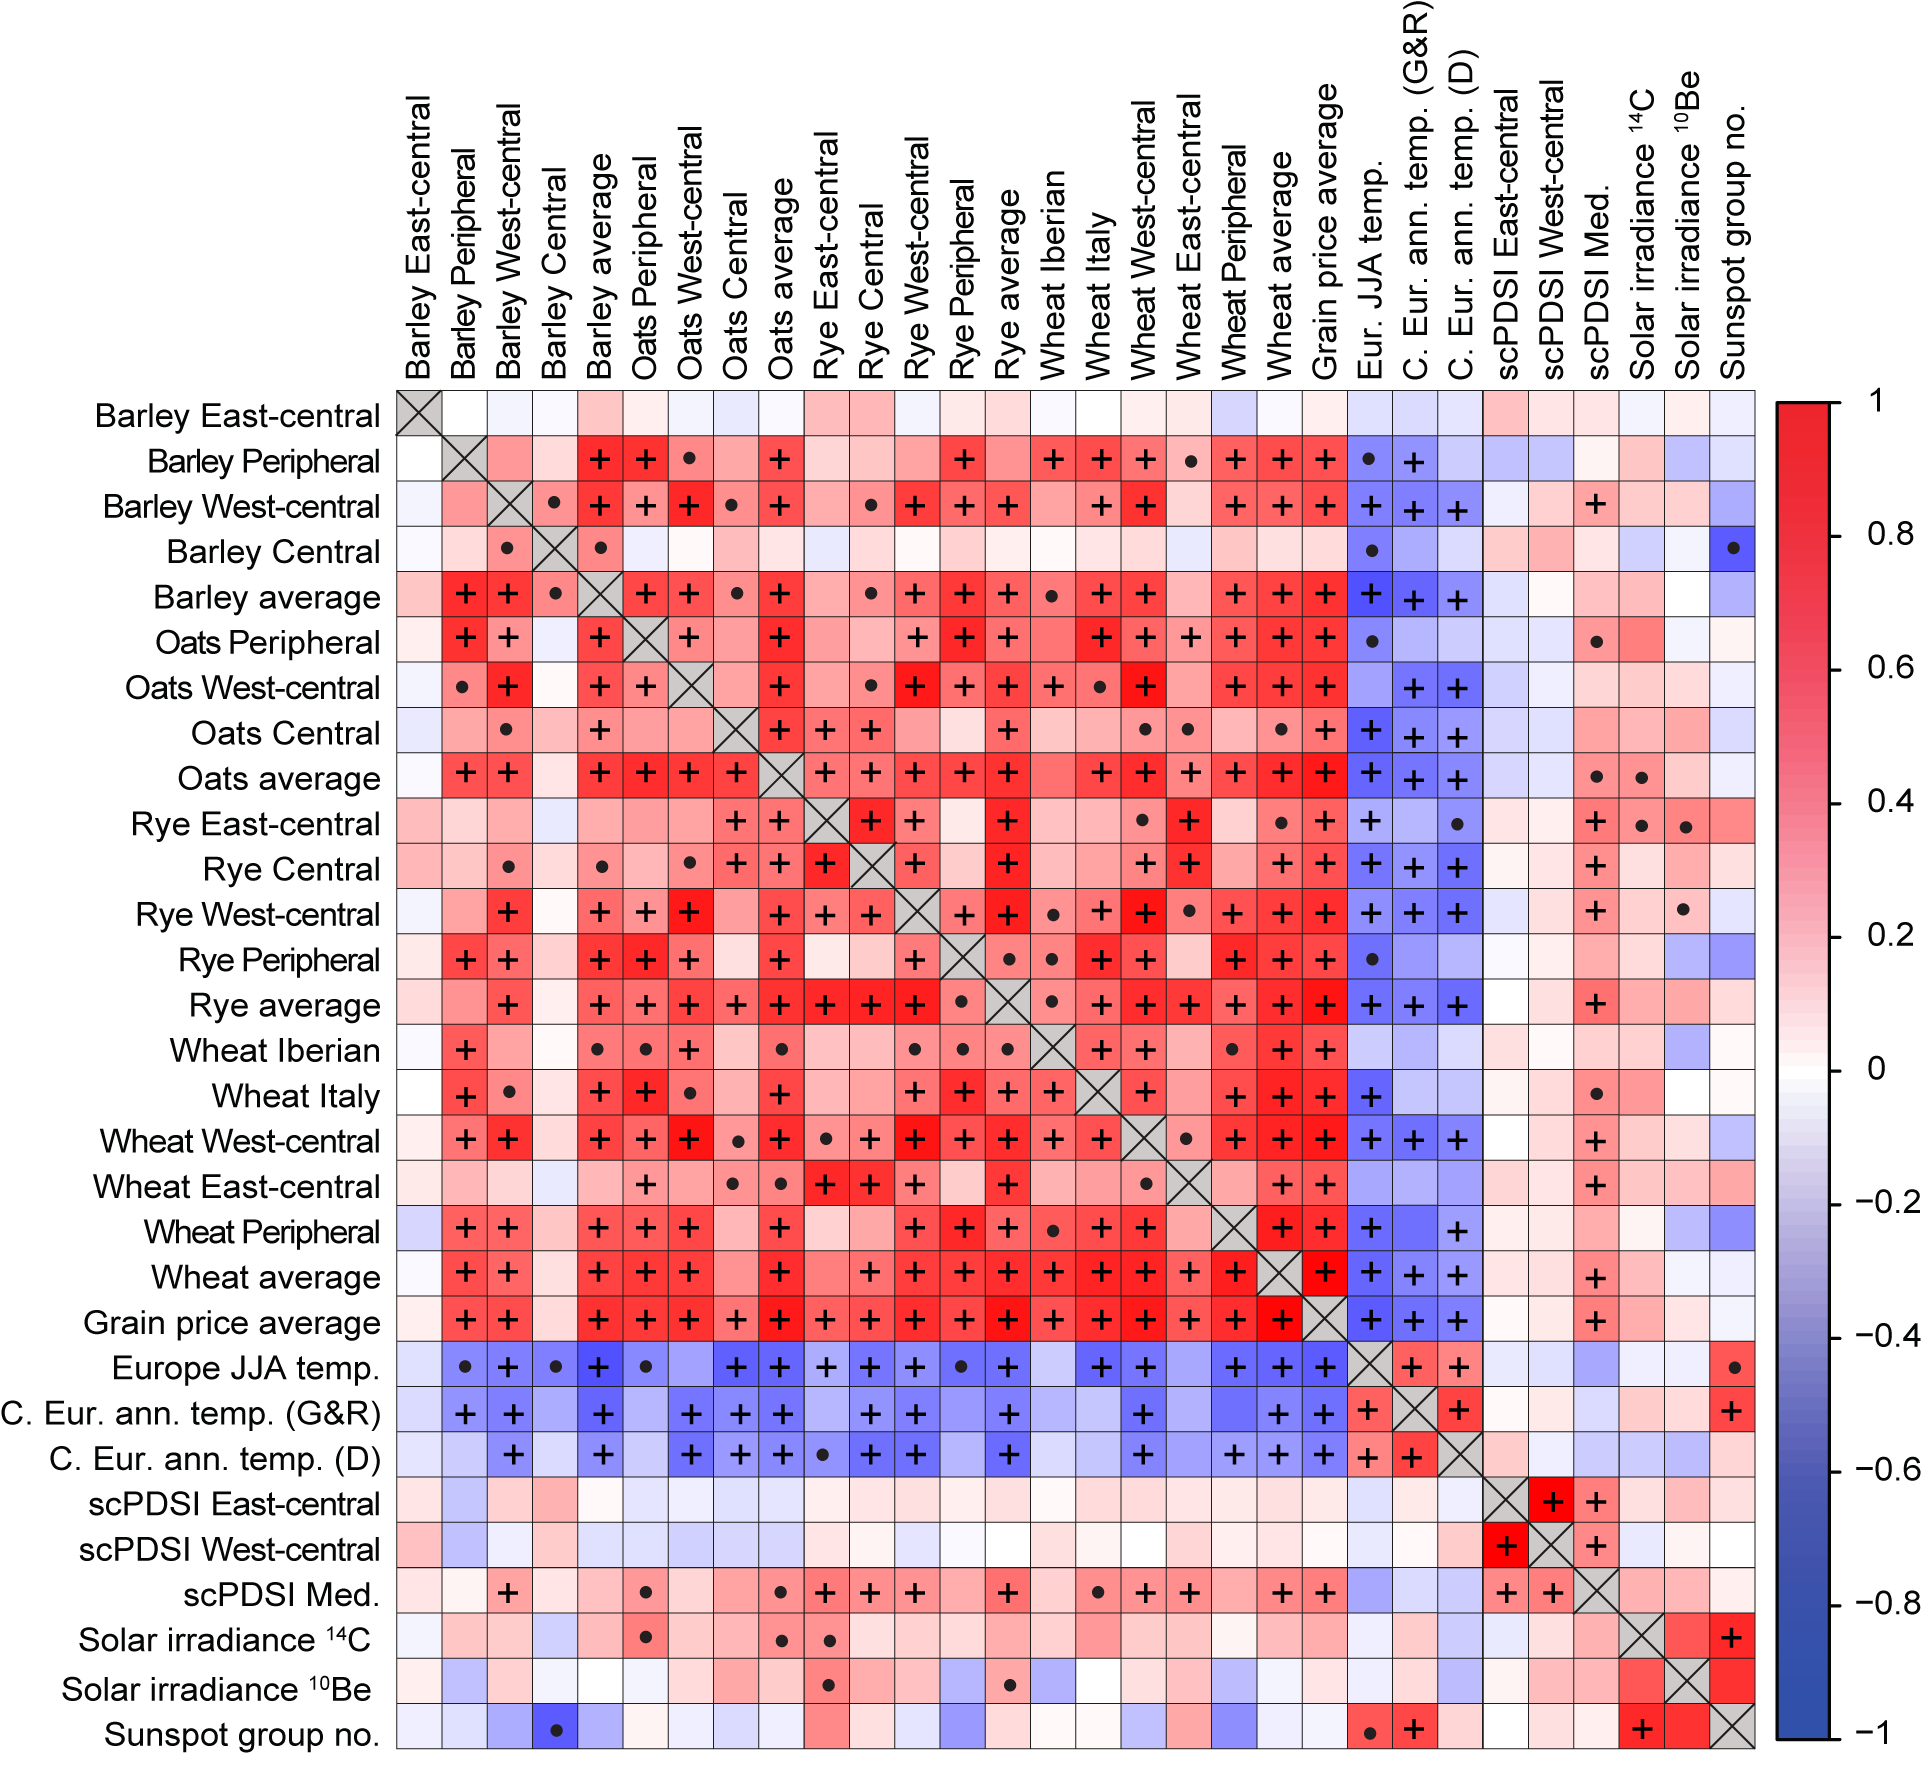 Barley East-central
Barley Peripheral
Barley West-central
Barley Central
Barley average
Oats Peripheral
Oats West-central
Oats Central
Oats average
Rye East-central
Rye Central
Rye West-central
Rye Peripheral
Rye average
Wheat Iberian
Wheat Italy
Wheat West-central
Wheat East-central
Wheat Peripheral
Wheat average
Grain price average
Eur. JJA temp.
C. Eur. ann. temp. (G&R)
C. Eur. ann. temp. (D)
scPDSI East-central
scPDSI West-central
scPDSI Med.
Solar irradiance ¹⁴C
Solar irradiance ¹⁰Be
Sunspot group no.
Barley East-central
Barley Peripheral
Barley West-central
Barley Central
Barley average
Oats Peripheral
Oats West-central
Oats Central
Oats average
Rye East-central
Rye Central
Rye West-central
Rye Peripheral
Rye average
Wheat Iberian
Wheat Italy
Wheat West-central
Wheat East-central
Wheat Peripheral
Wheat average
Grain price average
Europe JJA temp.
C. Eur. ann. temp. (G&R)
C. Eur. ann. temp. (D)
scPDSI East-central
scPDSI West-central
scPDSI Med.
Solar irradiance ¹⁴C
Solar irradiance ¹⁰Be
Sunspot group no.
1
0.8
0.6
0.4
0.2
0
−0.2
−0.4
−0.6
−0.8
−1